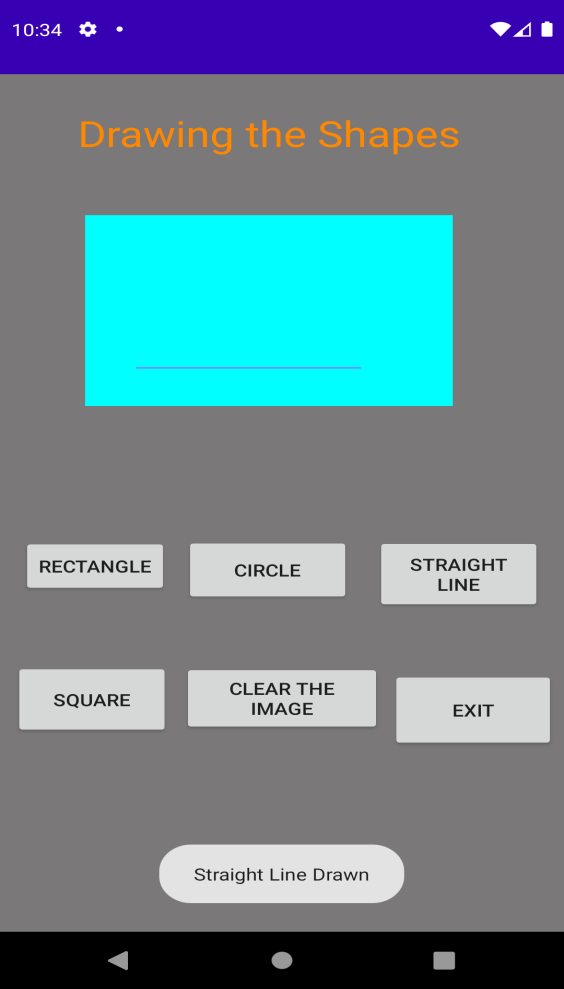 10:34
Drawing the Shapes
RECTANGLE
CIRCLE
STRAIGHT
LINE
SQUARE
CLEAR THE
IMAGE
EXIT
Straight Line Drawn